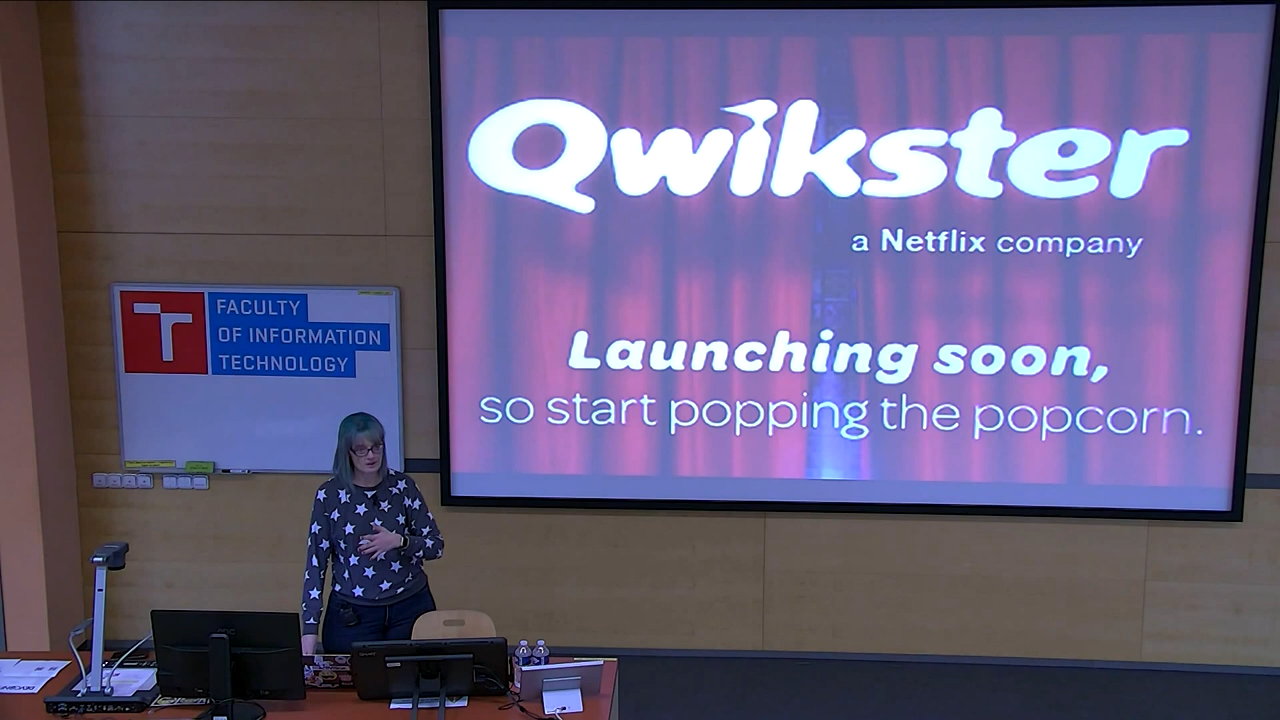 Qwikster
a Netflix company
Launching soon,
so start popping the popcorn.
FACULTY
OF INFORMATION
TECHNOLOGY